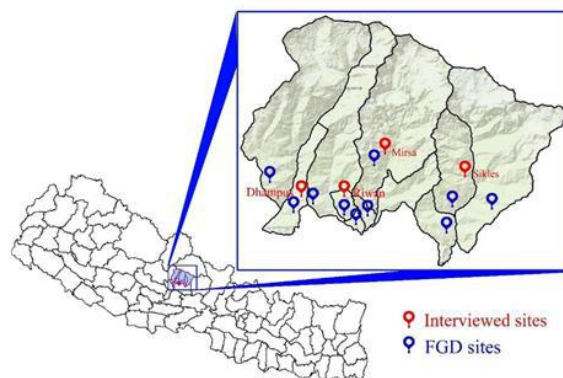 Mirsa
Sikles
Dhampus
Riwan
Interviewed sites
FGD sites